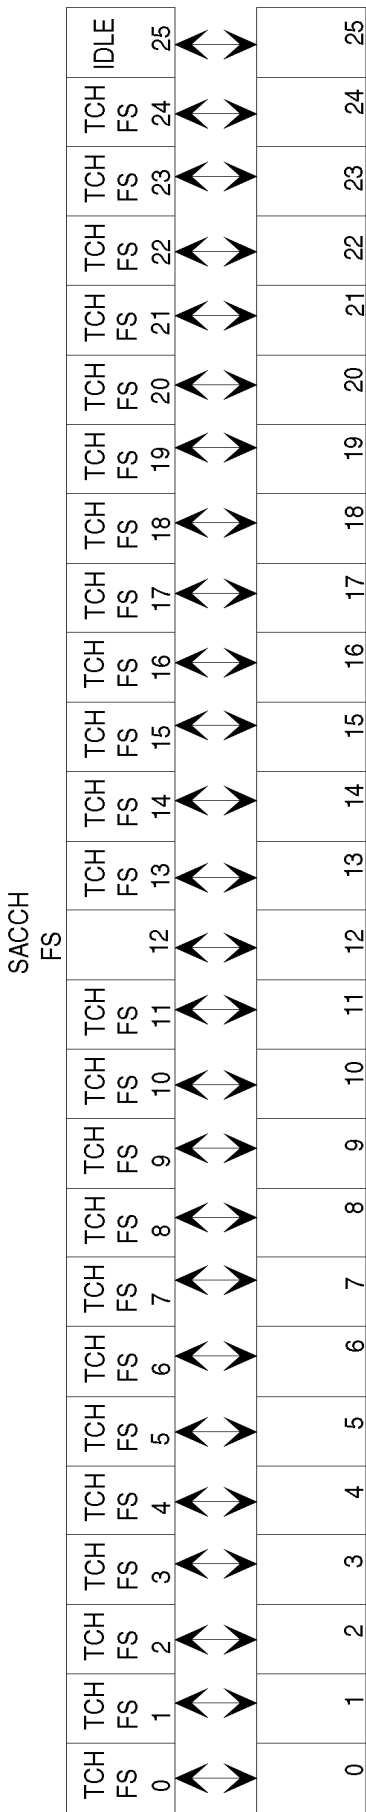 SACCH
FS
TCH TCH TCH TCH TCH TCH TCH TCH TCH TCH TCH TCH TCH TCH TCH TCH TCH TCH TCH TCH TCH TCH TCH TCH IDLE
FS FS FS FS FS FS FS FS FS FS FS FS FS FS FS FS FS FS FS FS FS FS FS FS
0 1 2 3 4 5 6 7 8 9 10 11 12 13 14 15 16 17 18 19 20 21 22 23 24 25
0 1 2 3 4 5 6 7 8 9 10 11 12 13 14 15 16 17 18 19 20 21 22 23 24 25